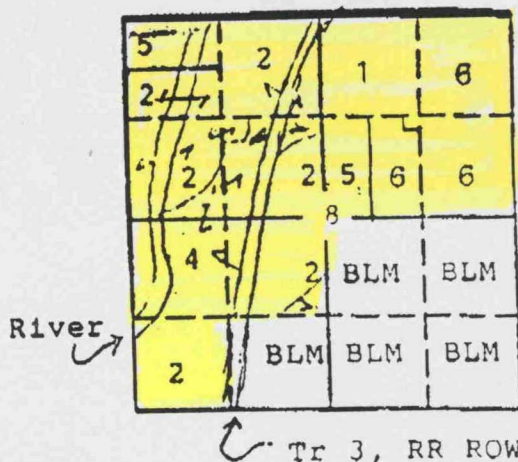 5 2 1 6
2
2 2 5 6 6
8
4 2 BLM BLM
River
2 BLM BLM BLM
Tr 3, RR ROW